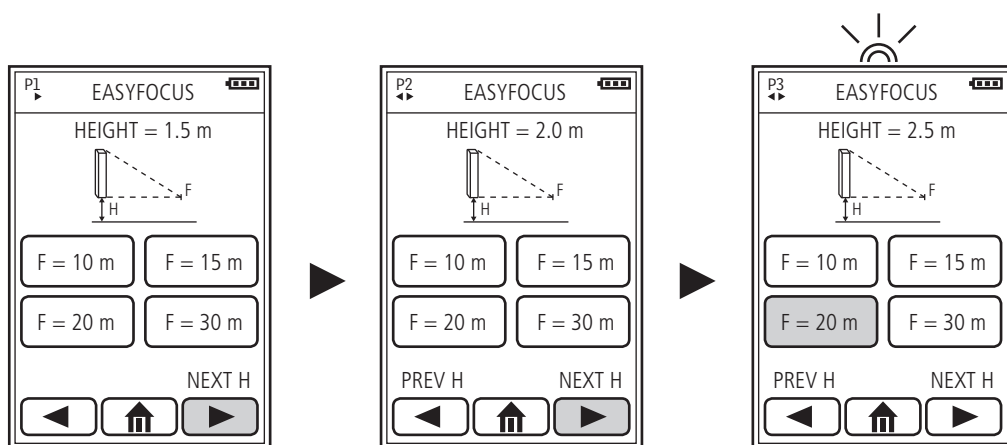 P1 EASYFOCUS
HEIGHT = 1.5 m
F
H
F = 10 m F = 15 m
F = 20 m F = 30 m
NEXT H
P2 EASYFOCUS
HEIGHT = 2.0 m
F
H
F = 10 m F = 15 m
F = 20 m F = 30 m
PREV H NEXT H
P3 EASYFOCUS
HEIGHT = 2.5 m
F
H
F = 10 m F = 15 m
F = 20 m F = 30 m
PREV H NEXT H